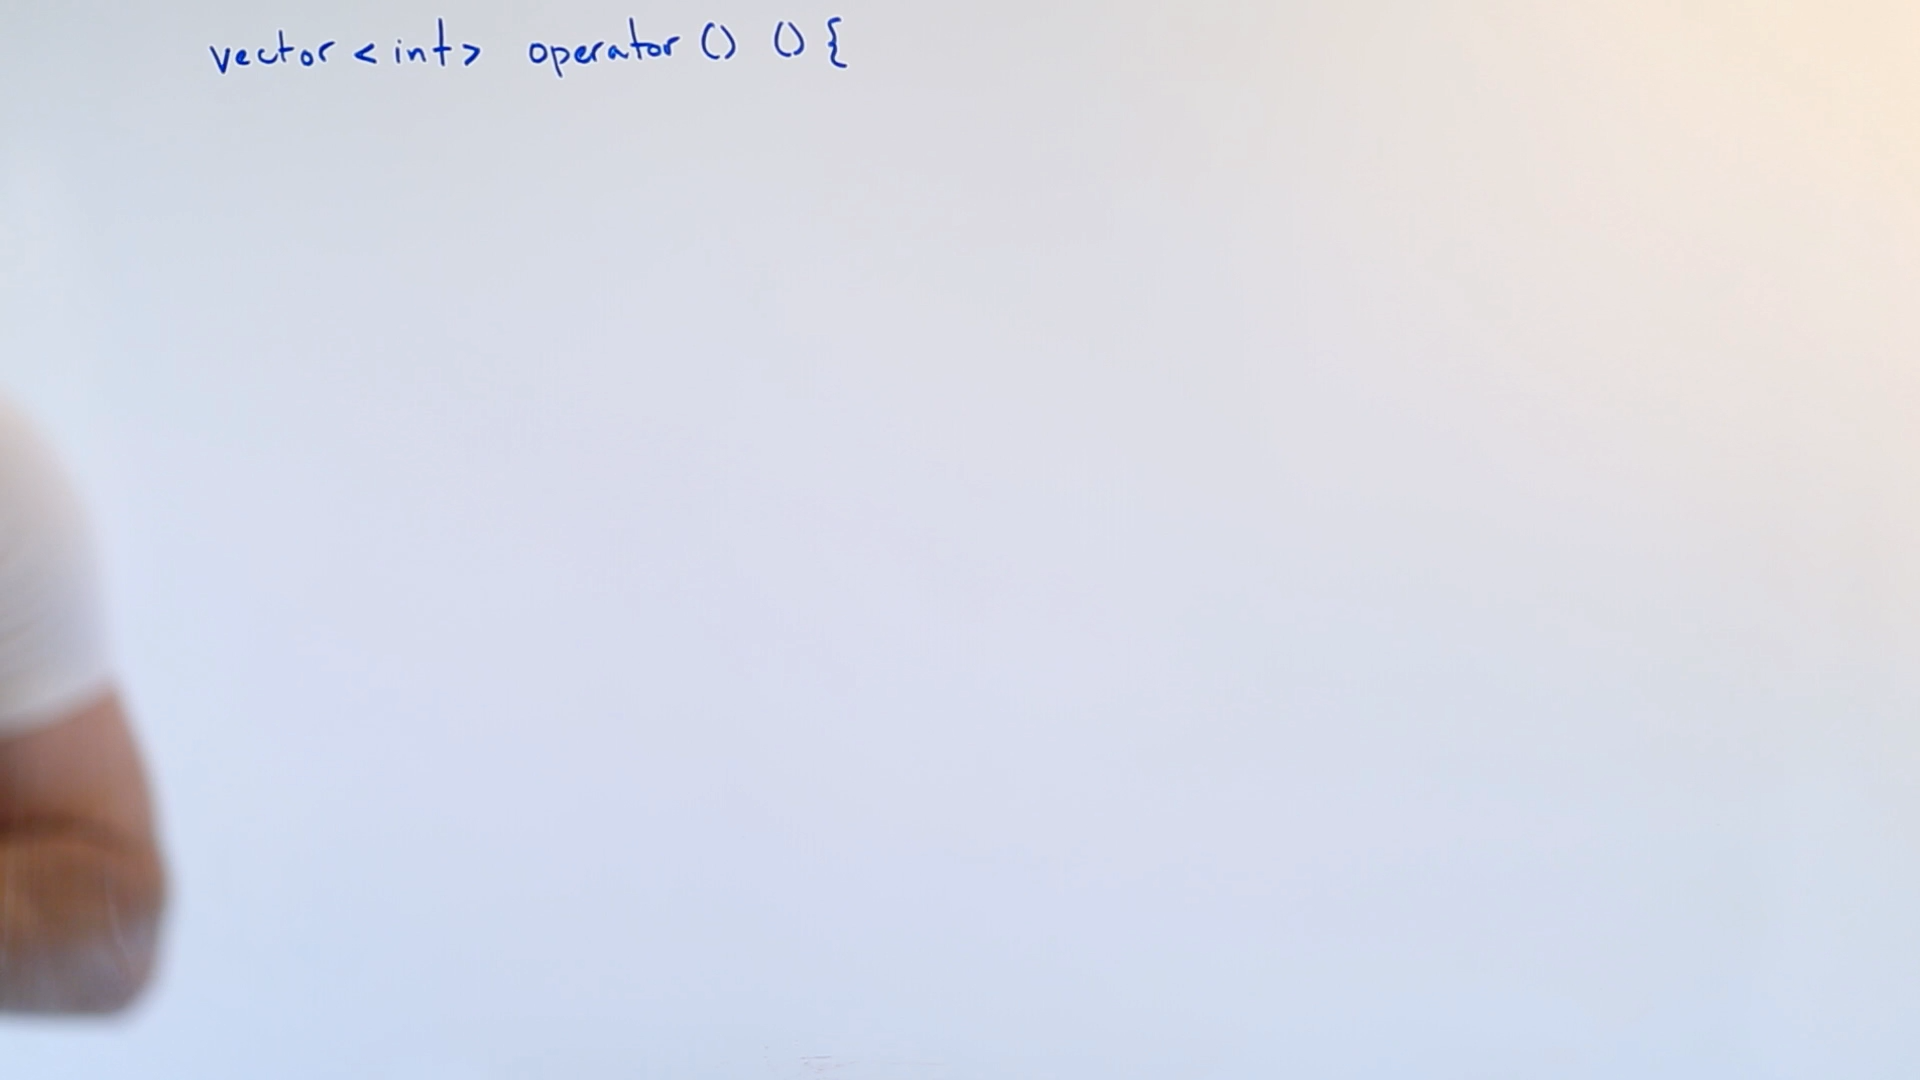 vector <int> operator () () {